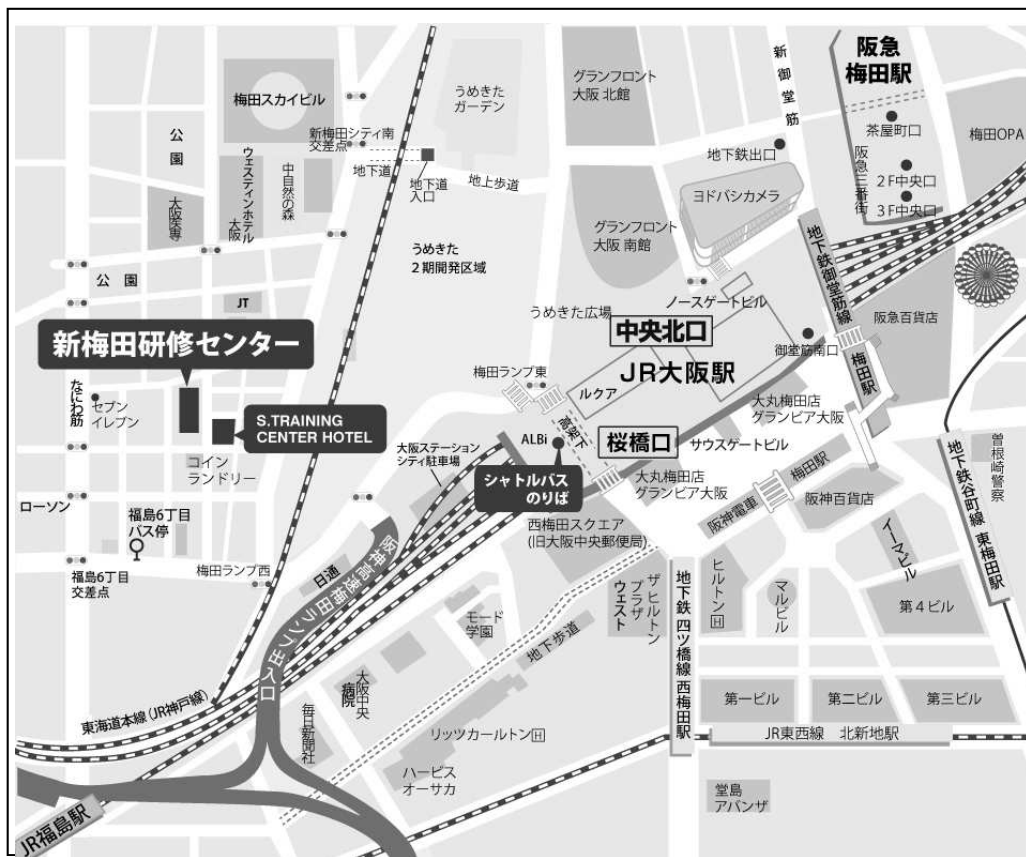 阪急
梅田駅
グランフロント
大阪 北館
新御堂筋
うめきた
ガーデン
梅田スカイビル
公園
新梅田シティ南
交差点
茶屋町口
梅田OPA
地下鉄出口
阪急三番街
2F中央口
3F中央口
ウェスティンホテル
大阪
中自然の森
地下道
地下道
入口
地上歩道
ヨドバシカメラ
大阪医専
グランフロント
大阪 南館
うめきた
2期開発区域
公園
JT
地下鉄御堂筋線
梅田駅
ノースゲートビル
うめきた広場
中央北口
阪急百貨店
御堂筋南口
新梅田研修センター
JR大阪駅
梅田ランプ東
ルクア
大丸梅田店
グランビア大阪
たにわ筋
セブン
イレブン
S.TRAINING
CENTER HOTEL
大阪ステーション
シティ駐車場
ALBi
高架下
桜橋口
サウスゲートビル
コイン
ランドリー
シャトルバス
のりば
大丸梅田店
グランビア大阪
梅田駅
阪神電車
阪神百貨店
曽根崎警察
地下鉄谷町線 東梅田駅
ローソン
福島6丁目
バス停
西梅田スクエア
(旧大阪中央郵便局)
イーマビル
福島6丁目
交差点
梅田ランプ西
日通
阪神高速梅田ランプ出入口
ザ ヒルトン
プラザ
ウェスト
地下鉄 四ツ橋線 西梅田駅
ヒルトンH
マルビル
第4ビル
モード
学園
地下歩道
大阪中央
病院
毎日新聞社
東海道本線(JR神戸線)
リッツカールトンH
第一ビル
第二ビル
第三ビル
JR東西線 北新地駅
ハービス
オーサカ
堂島
アバンザ
JR福島駅